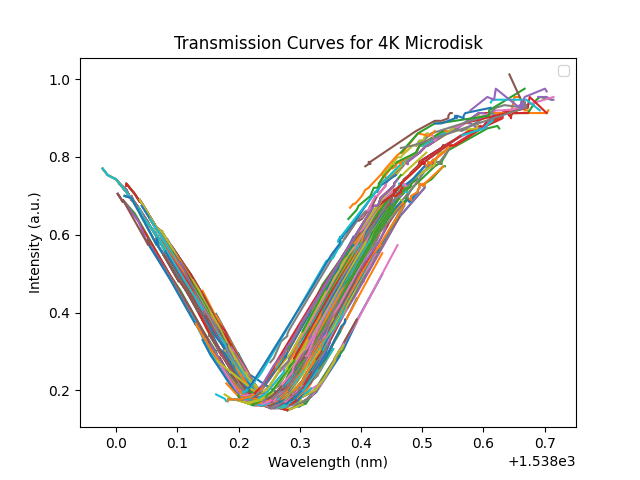 Transmission Curves for 4K Microdisk
1.0
0.8
0.6
0.4
0.2
Intensity (a.u.)
0.0 0.1 0.2 0.3 0.4 0.5 0.6 0.7
Wavelength (nm)
+1.538e3